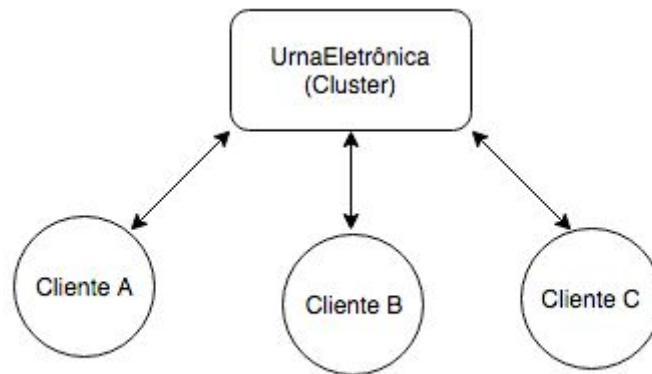 UrnaEletrônica
(Cluster)
Cliente A
Cliente B
Cliente C